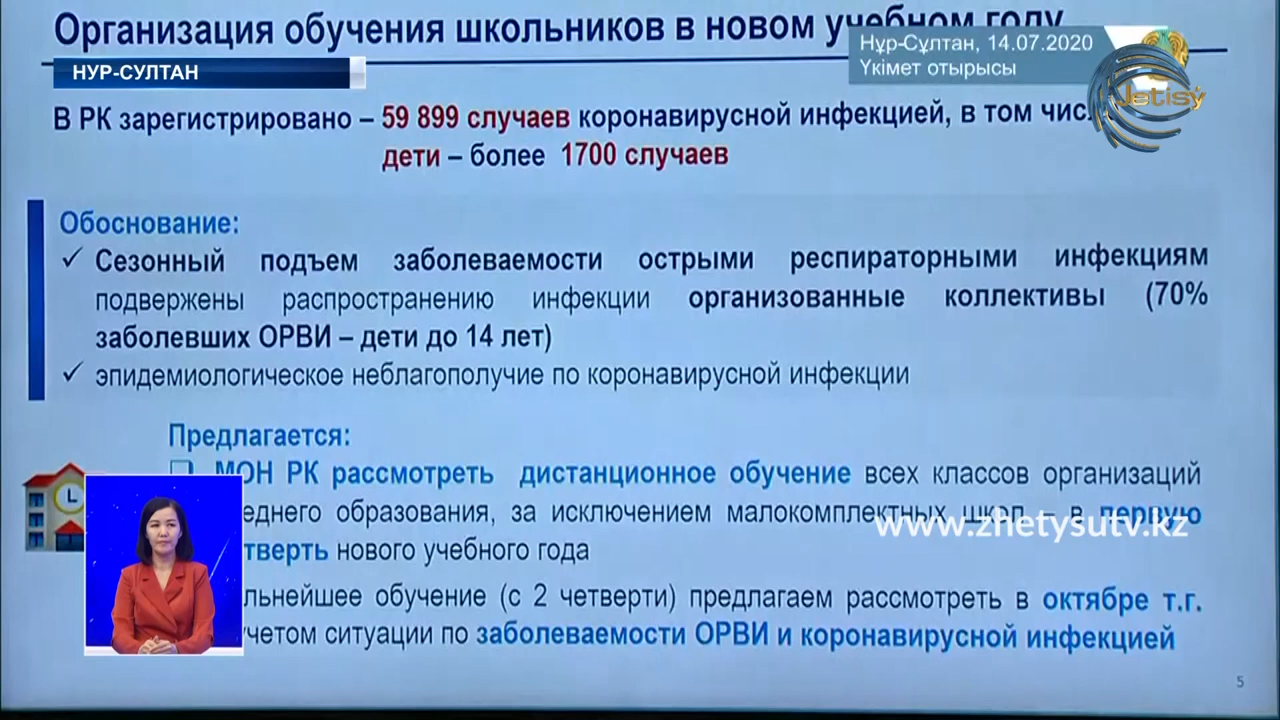 Организация обучения школьников в новом учебном году
Нұр-Сұлтан, 14.07.2020
Үкімет отырысы
НУР-СУЛТАН
Jetisý
В РК зарегистрировано – 59 899 случаев коронавирусной инфекцией, в том
дети – более 1700 случаев
Обоснование:
Сезонный подъем заболеваемости острыми респираторными инфекциям
подвержены распространению инфекции организованные коллективы (70%
заболевших ОРВИ – дети до 14 лет)
эпидемиологическое неблагополучие по коронавирусной инфекции
Предлагается:
МОН РК рассмотреть дистанционное обучение всех классов организаций
еднего образования, за исключением малокомплектных школ – в первую
www.zhetysutv.kz
тверть нового учебного года
льнейшее обучение (с 2 четверти) предлагаем рассмотреть в октябре т.г.
учетом ситуации по заболеваемости ОРВИ и коронавирусной инфекцией
5